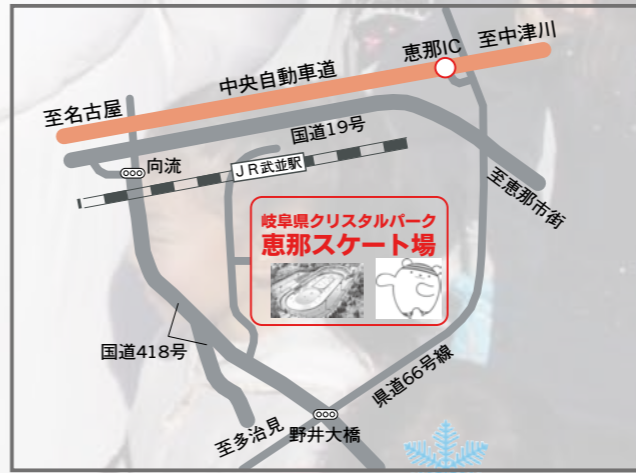 恵那IC
至中津川
中央自動車道
至名古屋
国道19号
向流
JR武並駅
至恵那市街
岐阜県クリスタルパーク
恵那スケート場
国道418号
県道66号線
至多治見
野井大橋